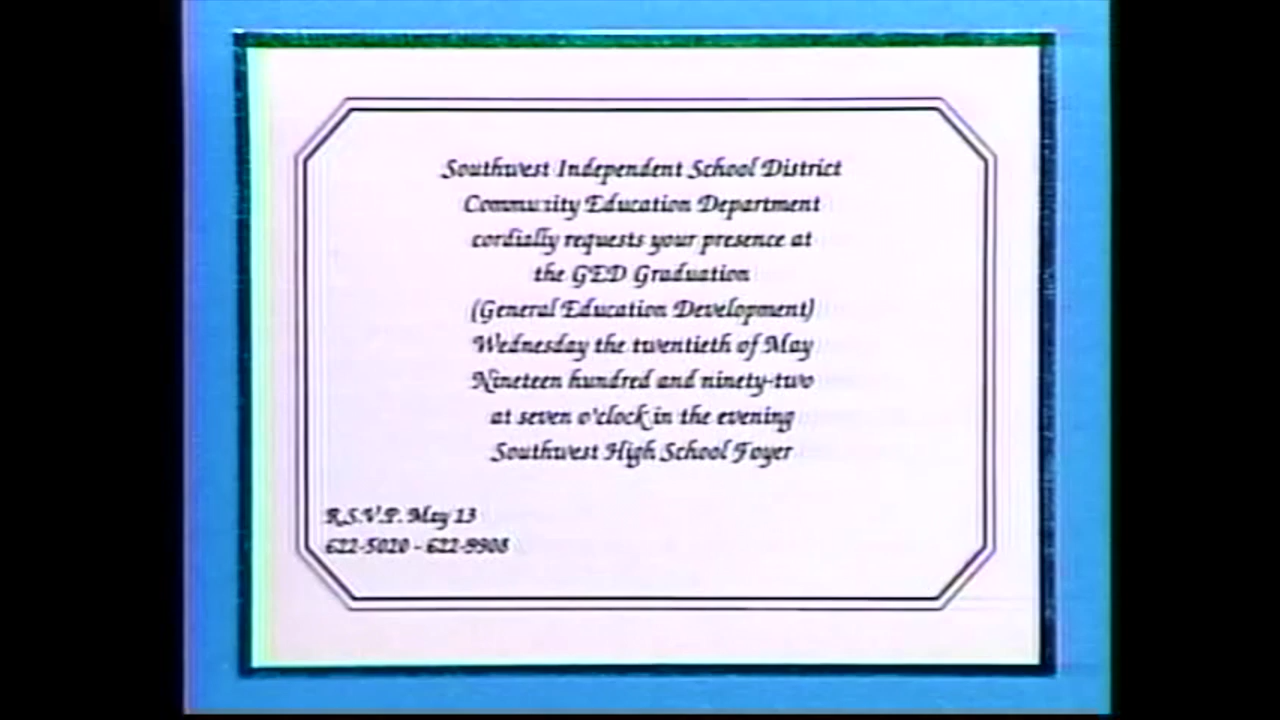 Southwest Independent School District
Community Education Department
cordially requests your presence at
the GED Graduation
(General Education Development)
Wednesday the twentieth of May
Nineteen hundred and ninety-two
at seven o'clock in the evening
Southwest High School Foyer
R.S.V.P. May 13
622-5020 - 622-9908